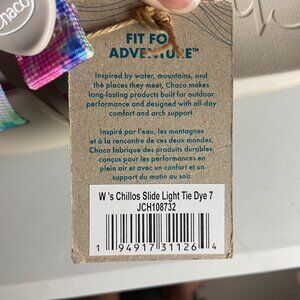 Chaco
FIT FO
ADVENTURE™
Inspired by water, mountains, and
the places they meet, Chaco makes
long-lasting products built for outdoor
performance and designed with all-day
comfort and arch support.
Inspiré par l'eau, les montagnes
et à la rencontre de ces deux mondes.
Chaco fabrique des produits durables
conçus pour les performances en
plein air et avec un confort et un
support du matin au soir.
W 's Chillos Slide Light Tie Dye 7
JCH108732
1 94917 31126 4